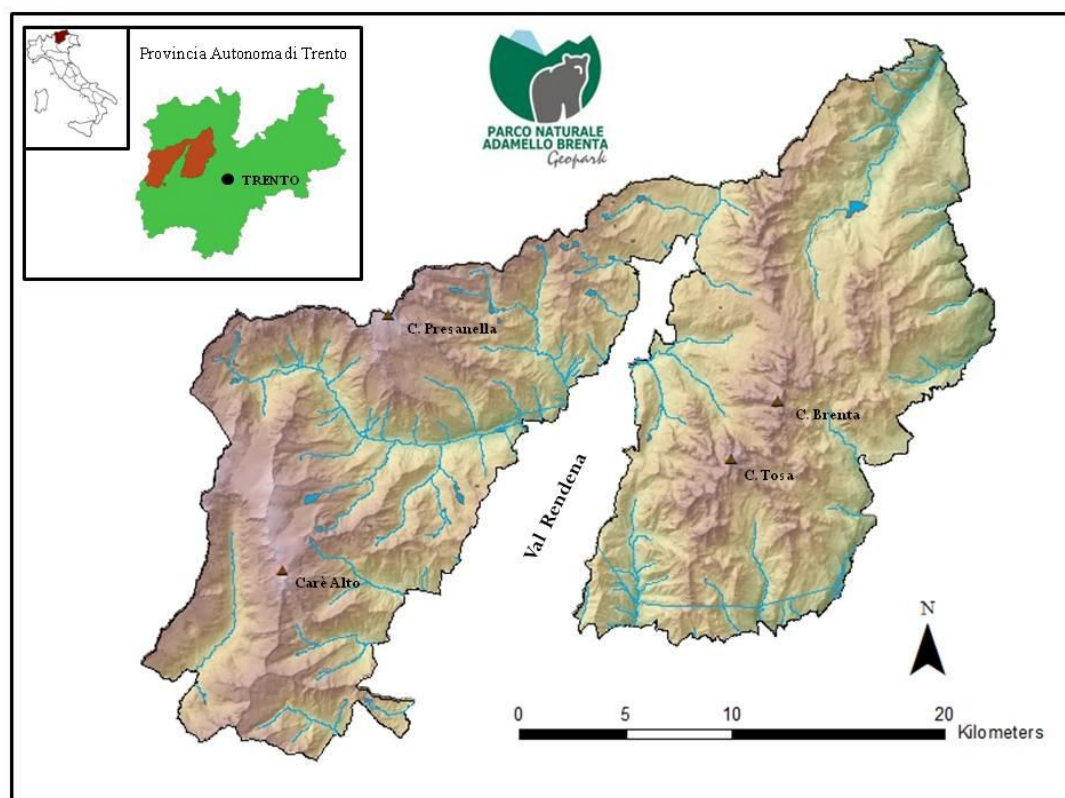 Provincia Autonoma di Trento
TRENTO
PARCO NATURALE
ADAMELLO BRENTA
Geopark
C. Presanella
C. Brenta
C. Tosa
Val Rendena
Carè Alto
N
0 5 10 20
Kilometers